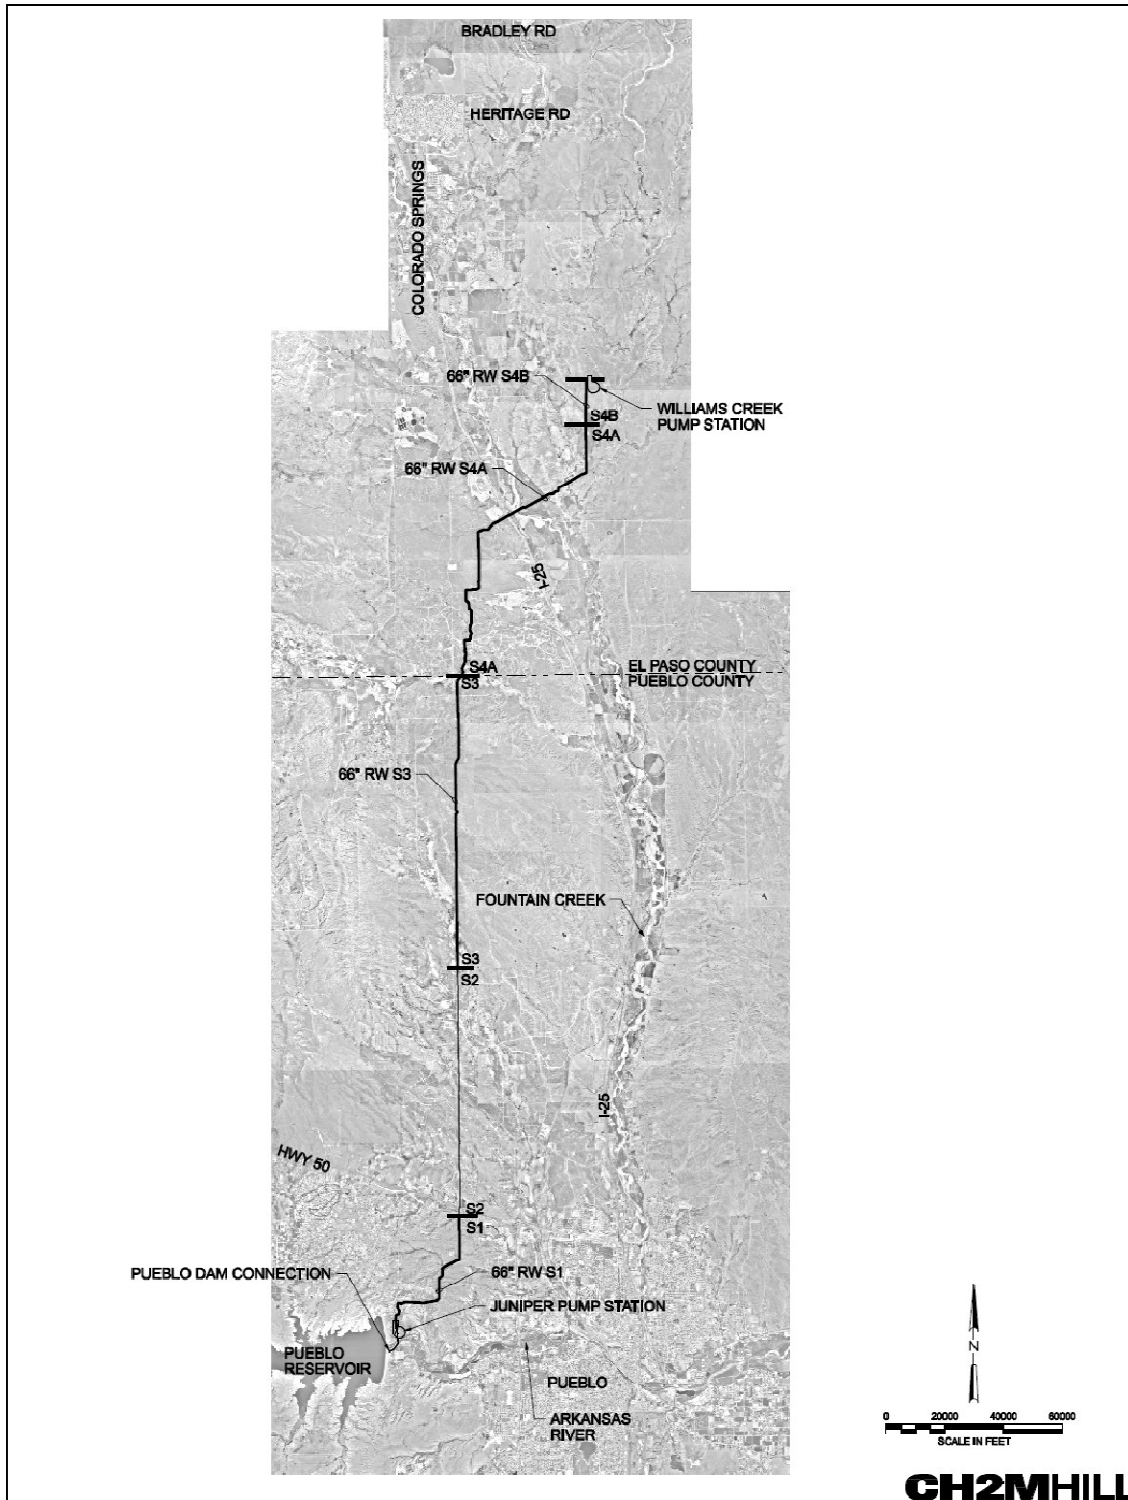 BRADLEY RD
HERITAGE RD
COLORADO SPRINGS
66" RW S4B
WILLIAMS CREEK
PUMP STATION
S4B
S4A
66" RW S4A
I-25
EL PASO COUNTY
PUEBLO COUNTY
S4A
S3
66" RW S3
FOUNTAIN CREEK
S3
S2
I-25
HWY 50
S2
S1
PUEBLO DAM CONNECTION
66" RW S1
JUNIPER PUMP STATION
PUEBLO
RESERVOIR
PUEBLO
ARKANSAS
RIVER
N
0 20000 40000 60000
SCALE IN FEET
CH2MHILL